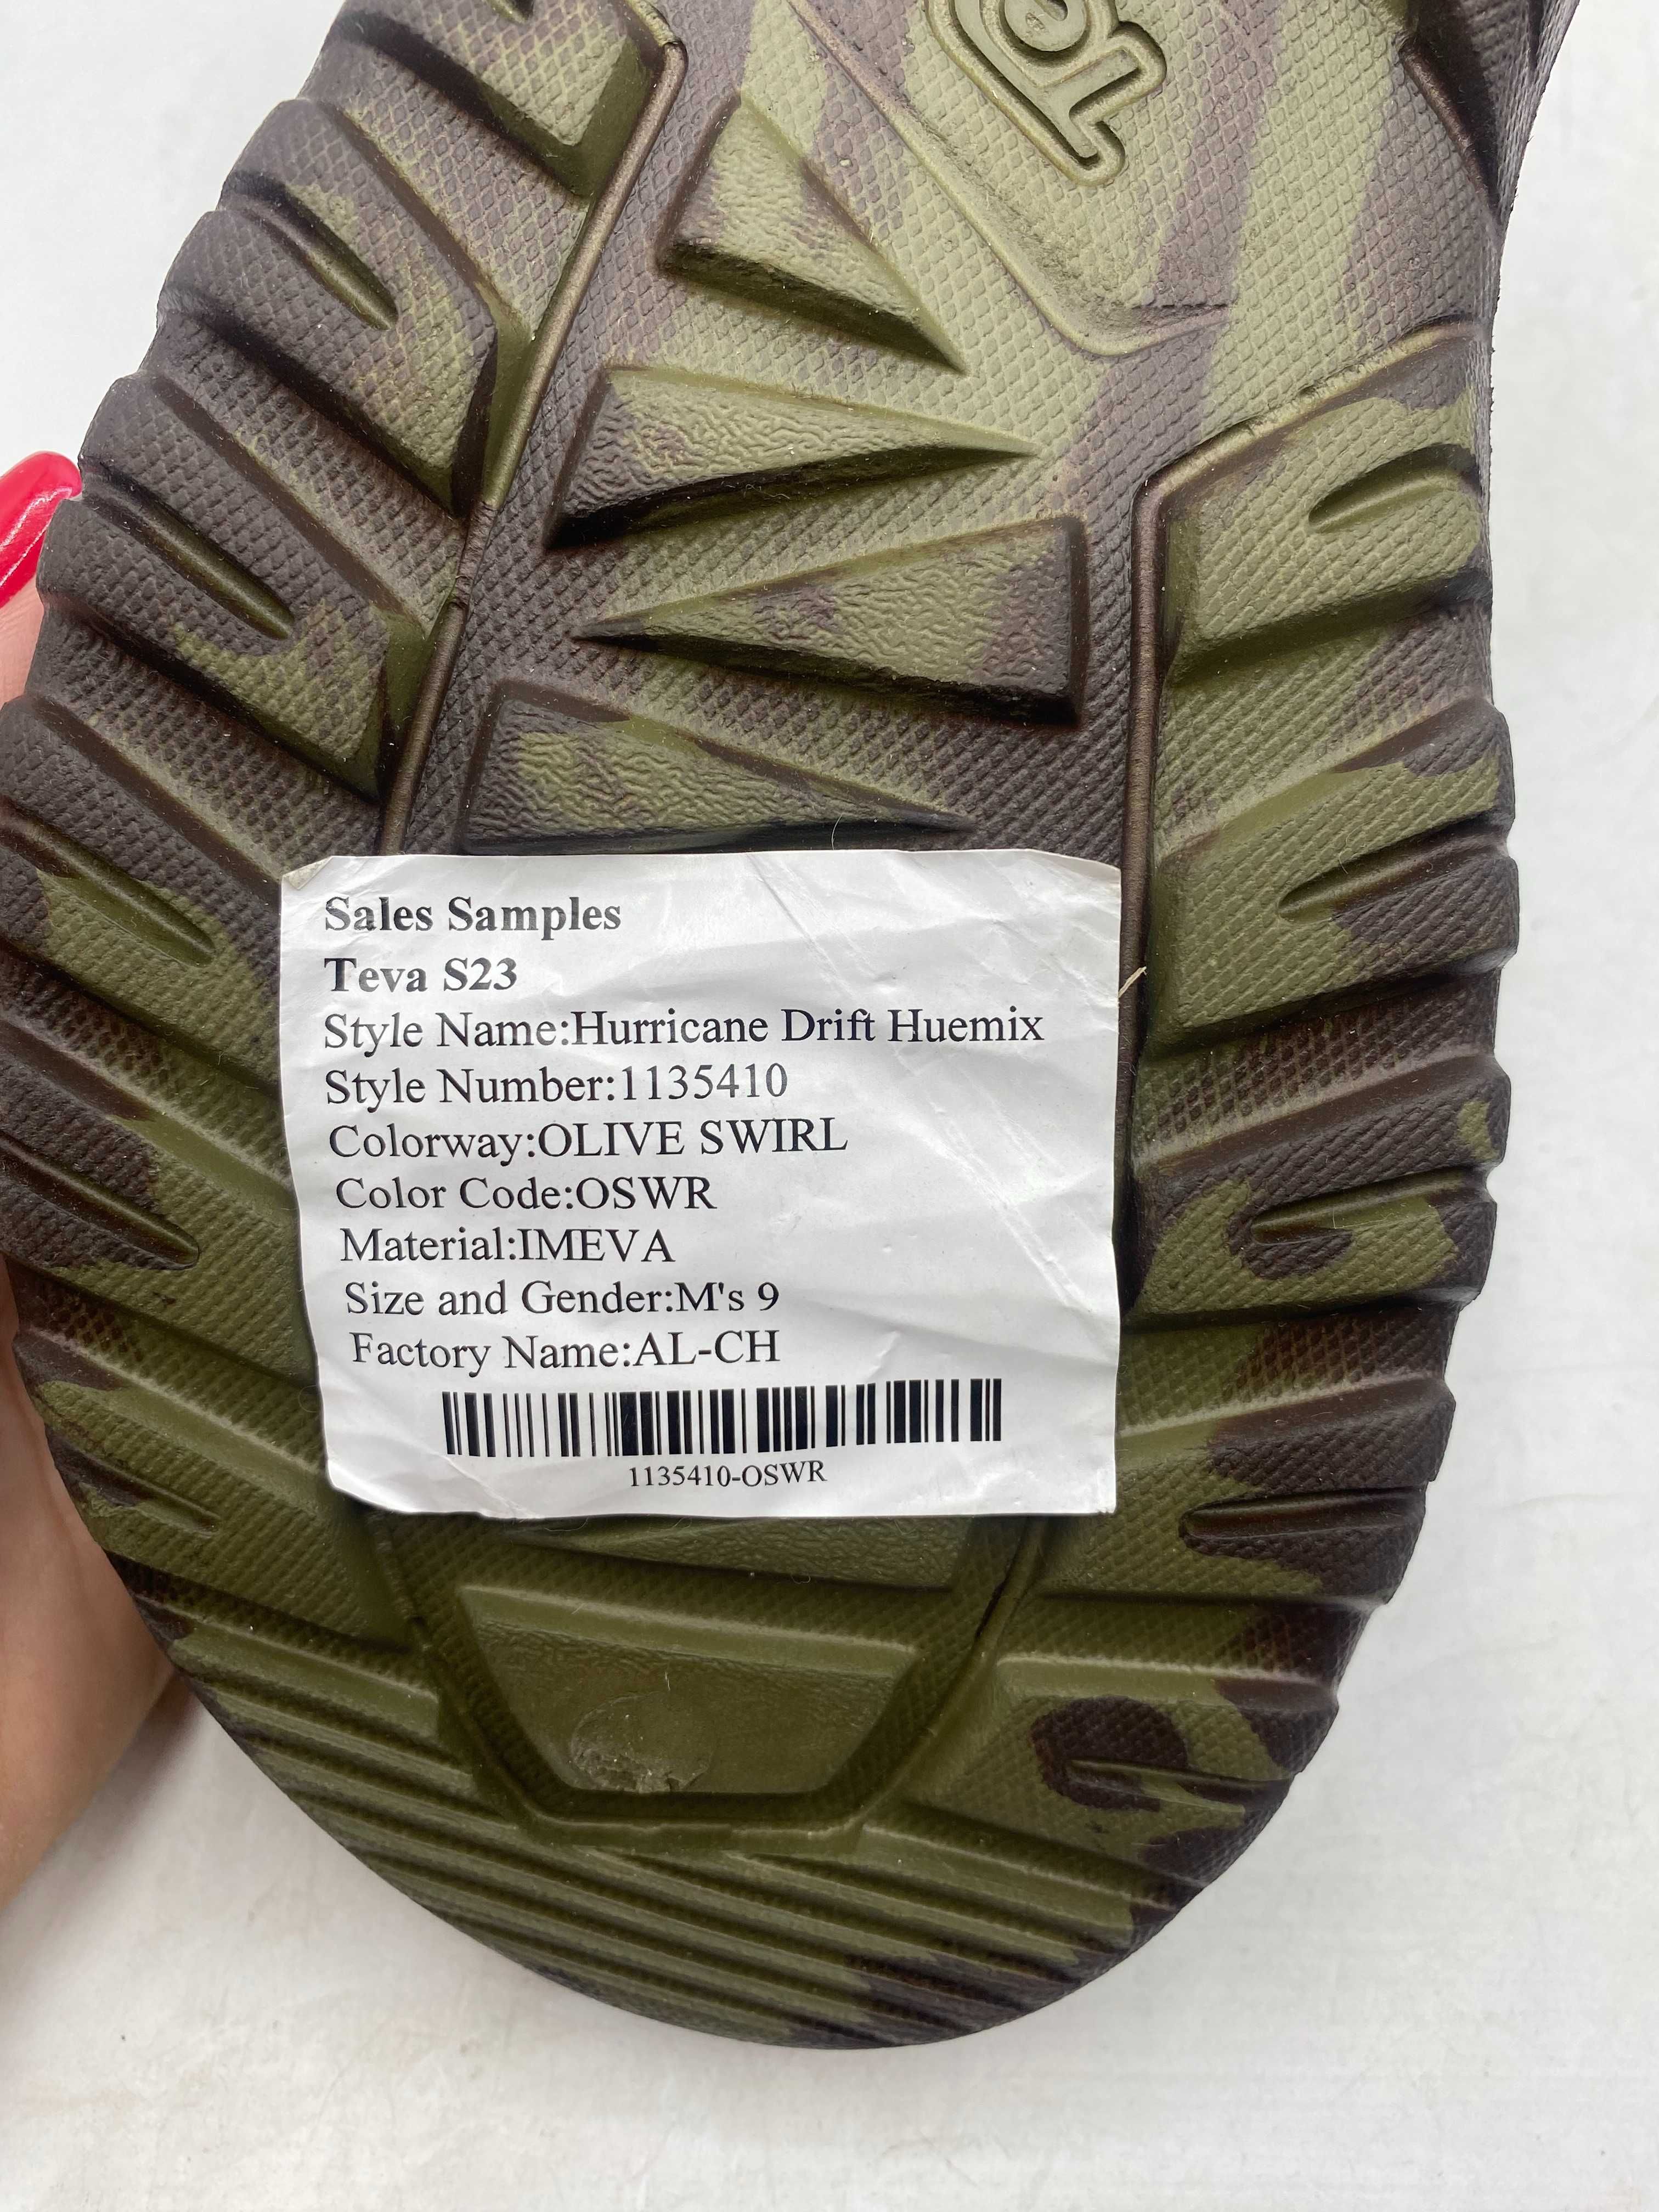 Sales Samples
Teva S23
Style Name:Hurricane Drift Huemix
Style Number:1135410
Colorway:OLIVE SWIRL
Color Code:OSWR
Material:IMEVA
Size and Gender:M's 9
Factory Name:AL-CH
1135410-OSWR